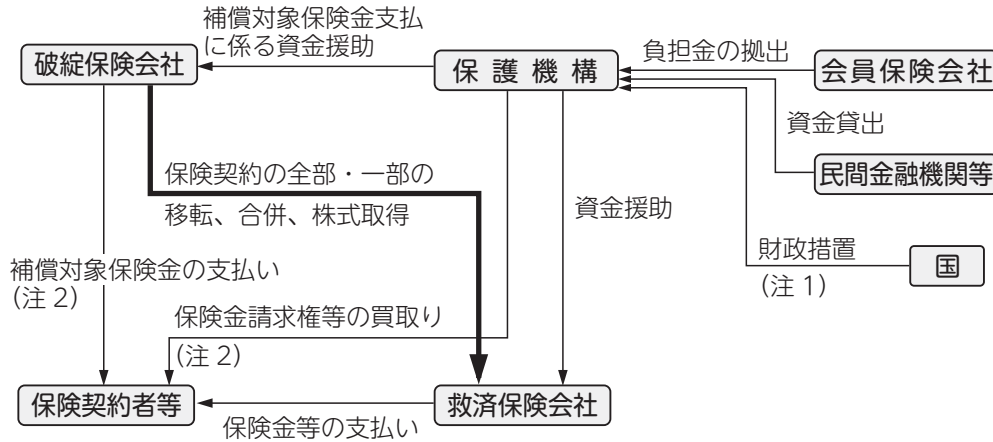 補償対象保険金支払
に係る資金援助
破綻保険会社
保護機構
負担金の拠出
会員保険会社
資金貸出
民間金融機関等
保険契約の全部・一部の
移転、合併、株式取得
資金援助
財政措置
(注1)
国
補償対象保険金の支払い
(注2)
保険金請求権等の買取り
(注2)
保険契約者等
救済保険会社
保険金等の支払い